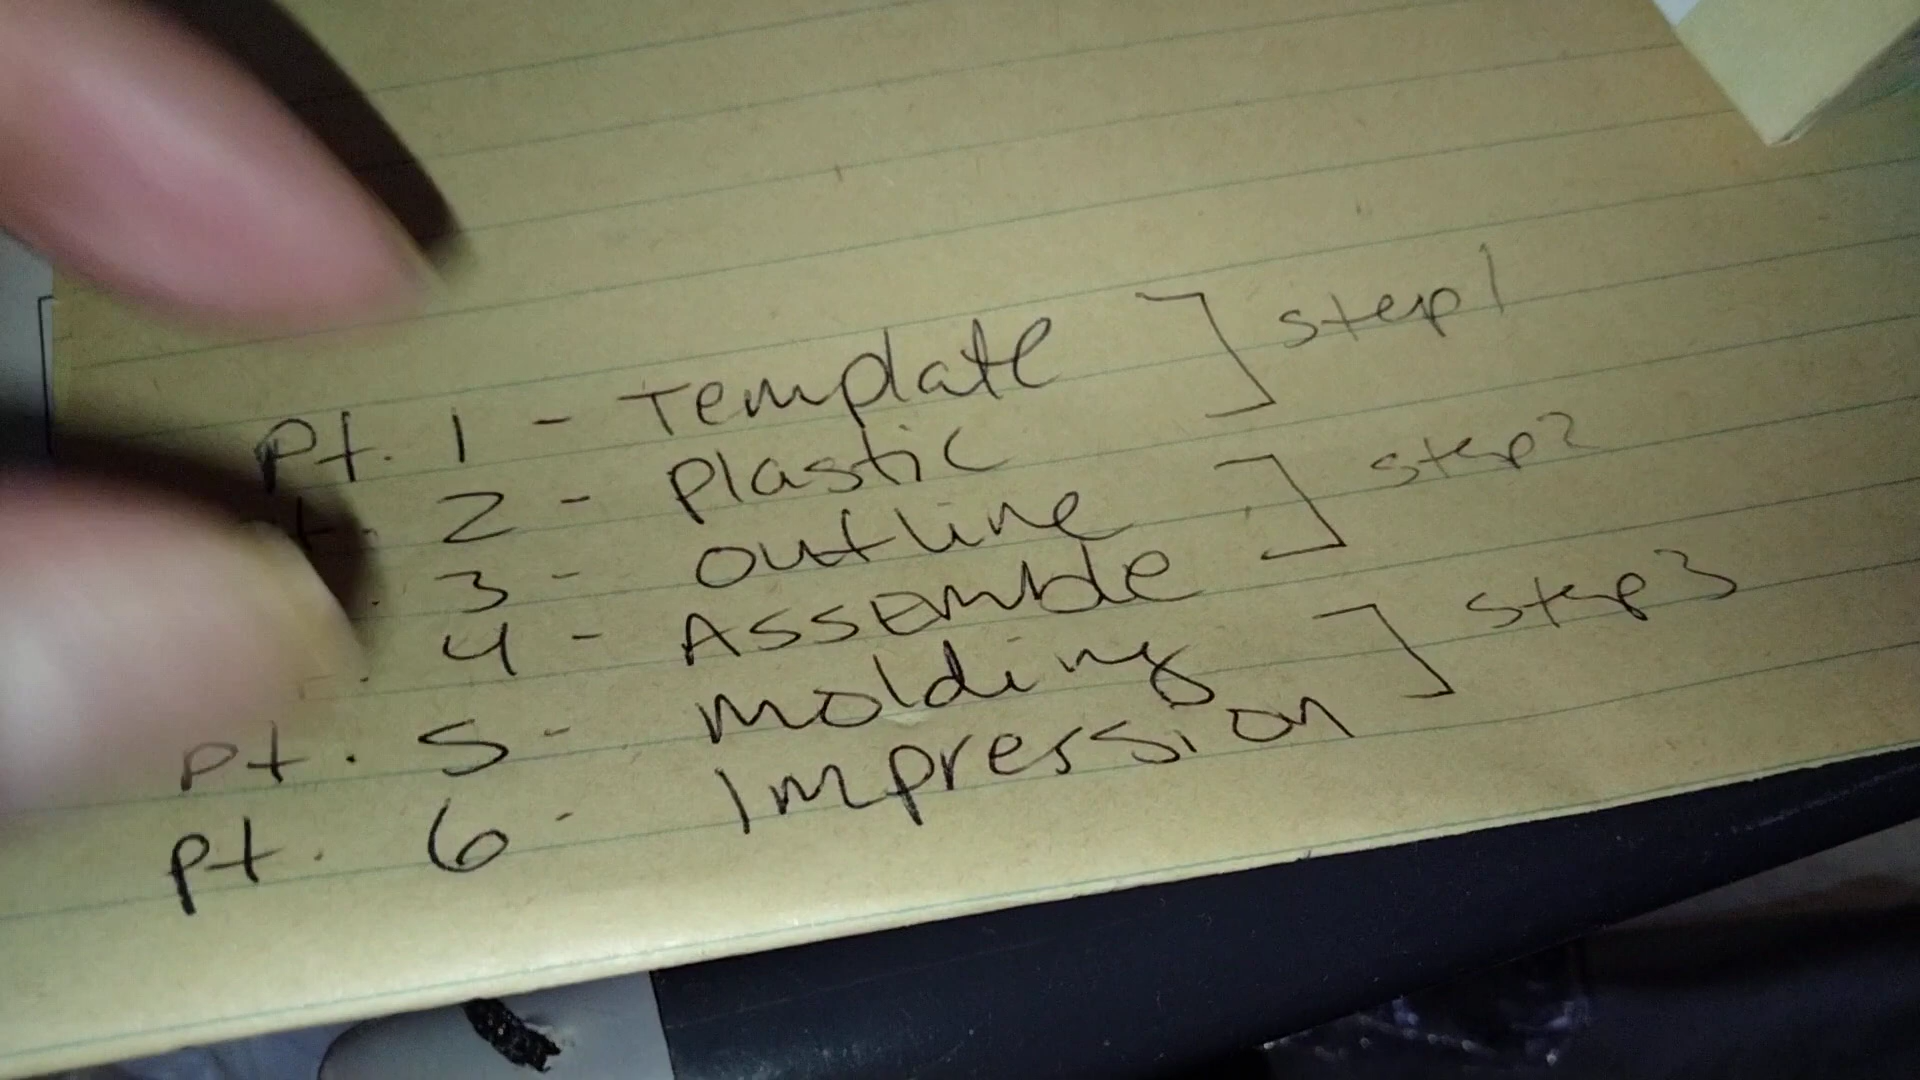 Pt. 1 - Template ] step 1
t. 2 - Plastic
. 3 - outline ] step 2
. 4 - Assemble
pt. 5 - molding ] step 3
pt. 6 - Impression